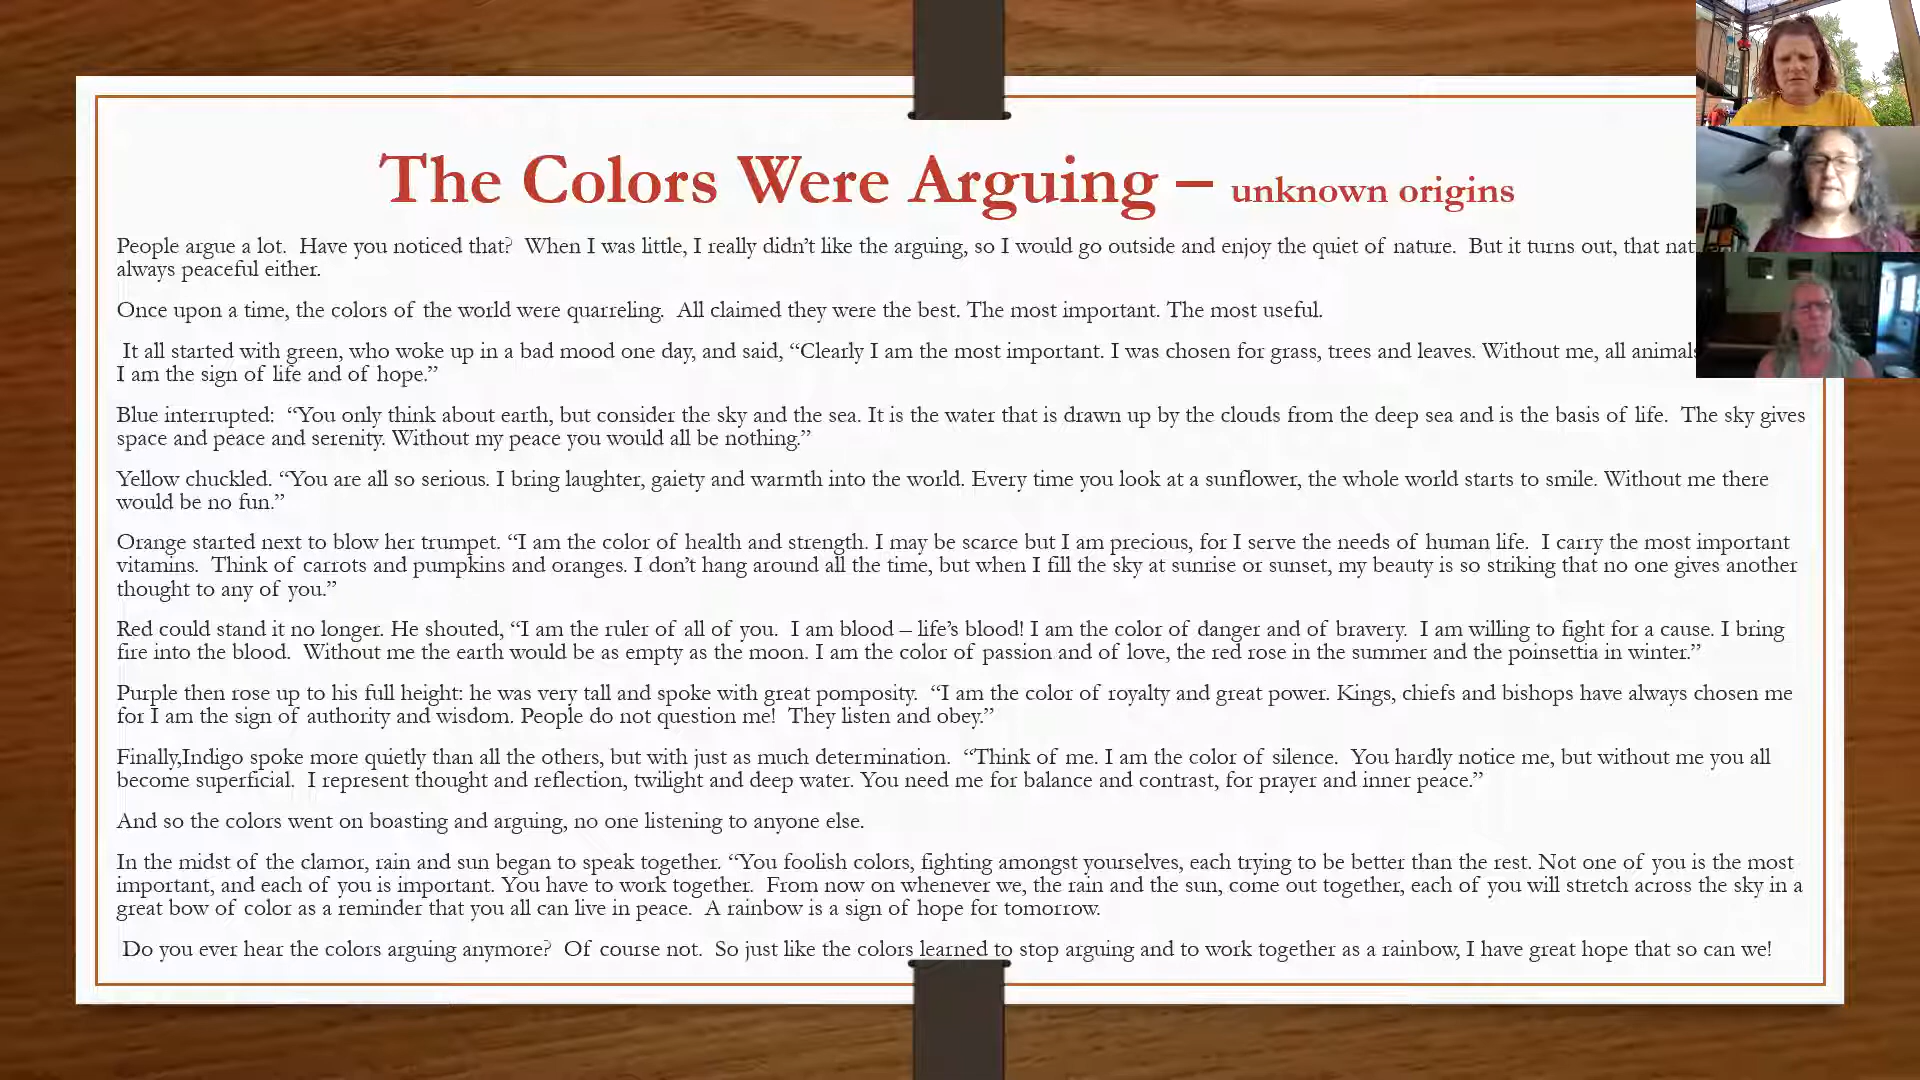 The Colors Were Arguing – unknown origins
People argue a lot.  Have you noticed that?  When I was little, I really didn’t like the arguing, so I would go outside and enjoy the quiet of nature.  But it turns out, that
always peaceful either.
Once upon a time, the colors of the world were quarreling.  All claimed they were the best. The most important. The most useful.
It all started with green, who woke up in a bad mood one day, and said, “Clearly I am the most important. I was chosen for grass, trees and leaves. Without me, all
I am the sign of life and of hope.”
Blue interrupted:  “You only think about earth, but consider the sky and the sea. It is the water that is drawn up by the clouds from the deep sea and is the basis of life.  The sky gives
space and peace and serenity. Without my peace you would all be nothing.”
Yellow chuckled. “You are all so serious. I bring laughter, gaiety and warmth into the world. Every time you look at a sunflower, the whole world starts to smile. Without me there
would be no fun.”
Orange started next to blow her trumpet. “I am the color of health and strength. I may be scarce but I am precious, for I serve the needs of human life.  I carry the most important
vitamins.  Think of carrots and pumpkins and oranges. I don’t hang around all the time, but when I fill the sky at sunrise or sunset, my beauty is so striking that no one gives another
thought to any of you.”
Red could stand it no longer. He shouted, “I am the ruler of all of you.  I am blood – life’s blood! I am the color of danger and of bravery.  I am willing to fight for a cause. I bring
fire into the blood.  Without me the earth would be as empty as the moon. I am the color of passion and of love, the red rose in the summer and the poinsettia in winter.”
Purple then rose up to his full height: he was very tall and spoke with great pomposity.  “I am the color of royalty and great power. Kings, chiefs and bishops have always chosen me
for I am the sign of authority and wisdom. People do not question me!  They listen and obey.”
Finally,Indigo spoke more quietly than all the others, but with just as much determination.  “Think of me. I am the color of silence.  You hardly notice me, but without me you all
become superficial.  I represent thought and reflection, twilight and deep water. You need me for balance and contrast, for prayer and inner peace.”
And so the colors went on boasting and arguing, no one listening to anyone else.
In the midst of the clamor, rain and sun began to speak together. “You foolish colors, fighting amongst yourselves, each trying to be better than the rest. Not one of you is the most
important, and each of you is important. You have to work together.  From now on whenever we, the rain and the sun, come out together, each of you will stretch across the sky in a
great bow of color as a reminder that you all can live in peace.  A rainbow is a sign of hope for tomorrow.
Do you ever hear the colors arguing anymore?  Of course not.  So just like the colors learned to stop arguing and to work together as a rainbow, I have great hope that so can we!